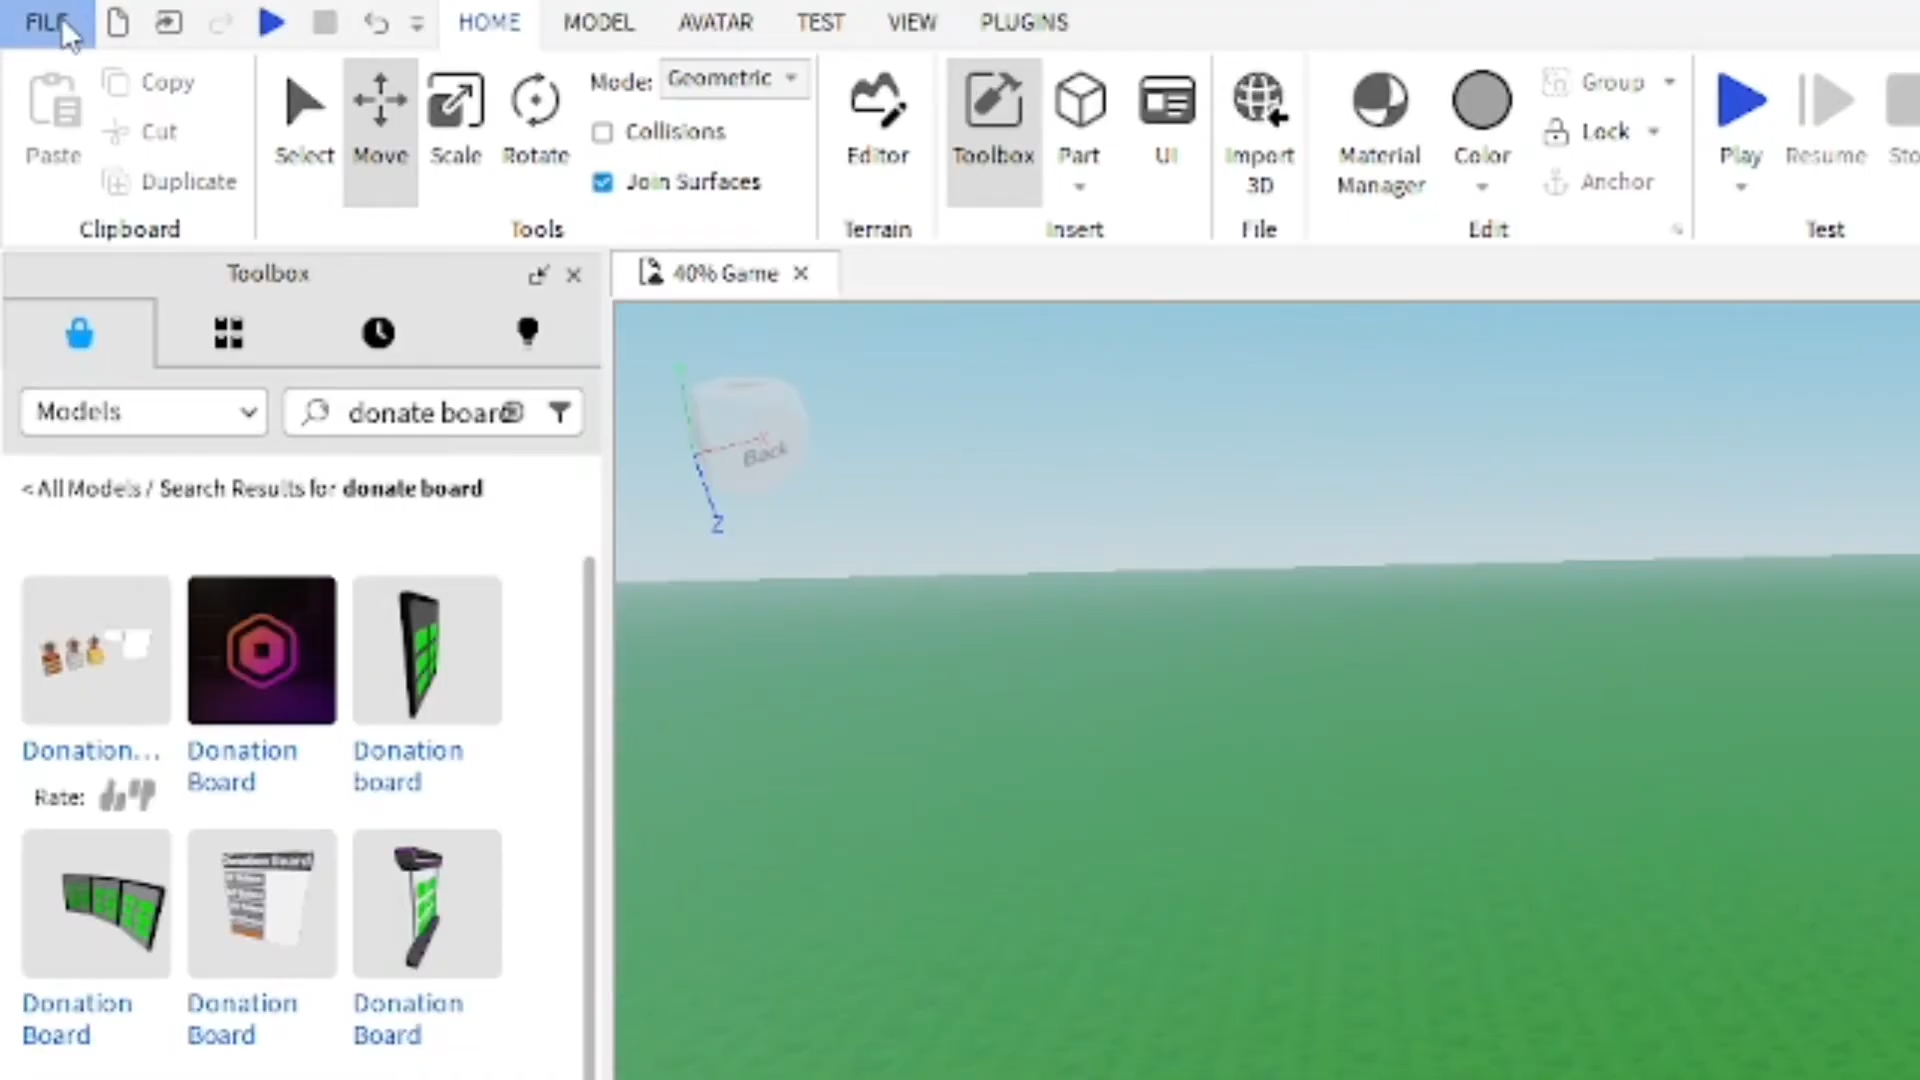 FILE
HOME
MODEL
AVATAR
TEST
VIEW
PLUGINS
Paste
Copy
Cut
Duplicate
Clipboard
Select
Move
Scale
Rotate
Mode: Geometric
Collisions
Join Surfaces
Tools
Editor
Terrain
Toolbox
Part
UI
Insert
Import
3D
File
Material
Manager
Color
Group
Lock
Anchor
Edit
Play
Resume
Sto
Test
Toolbox
40% Game
Models
donate board
< All Models / Search Results for donate board
Donation...
Rate:
Donation
Board
Donation
board
Donation Board
Donation
Board
Donation
Board
Donation
Board
Back
Z